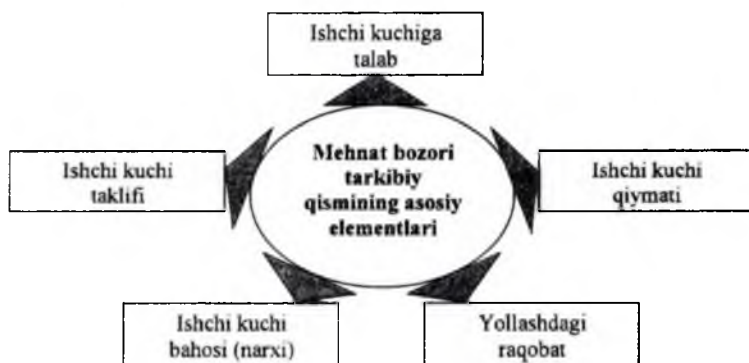 Ishchi kuchiga
talab
Ishchi kuchi
taklifi
Mehnat bozori
tarkibiy
qismining asosiy
elementlari
Ishchi kuchi
qiymati
Ishchi kuchi
bahosi (narxi)
Yollashdagi
raqobat